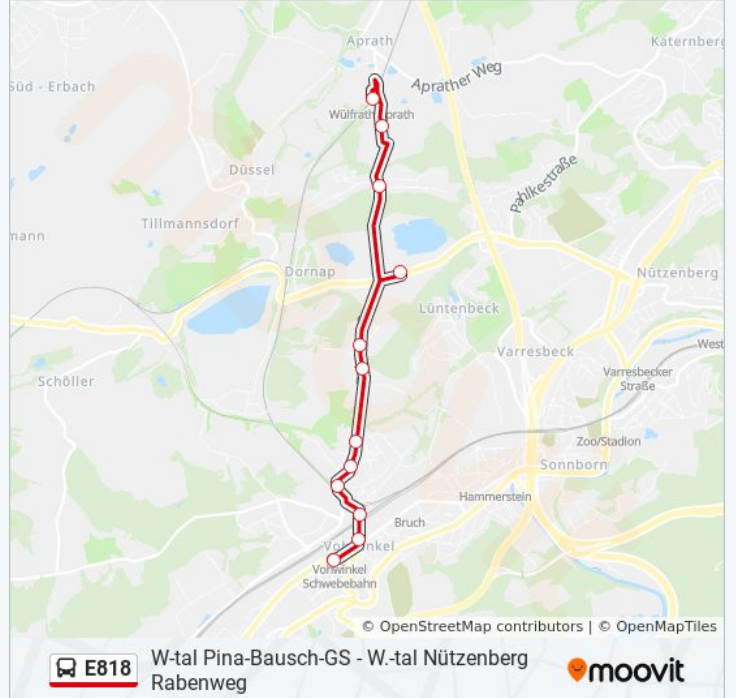 Aprath
Katernberg
Aprather Weg
Süd - Erbach
Wülfrath prath
Düssel
Pahlkestraße
Tillmannsdorf
mann
Dornap
Nützenberg
Lüntenbeck
Varresbeck
West
Schöller
Varresbecker
Straße
Zoo/Stadion
Sonnborn
Hammerstein
Bruch
Vohwinkel
Vohwinkel
Schwebebahn
© OpenStreetMap contributors | © OpenMapTiles
E818
W-tal Pina-Bausch-GS - W.-tal Nützenberg
Rabenweg
moovit